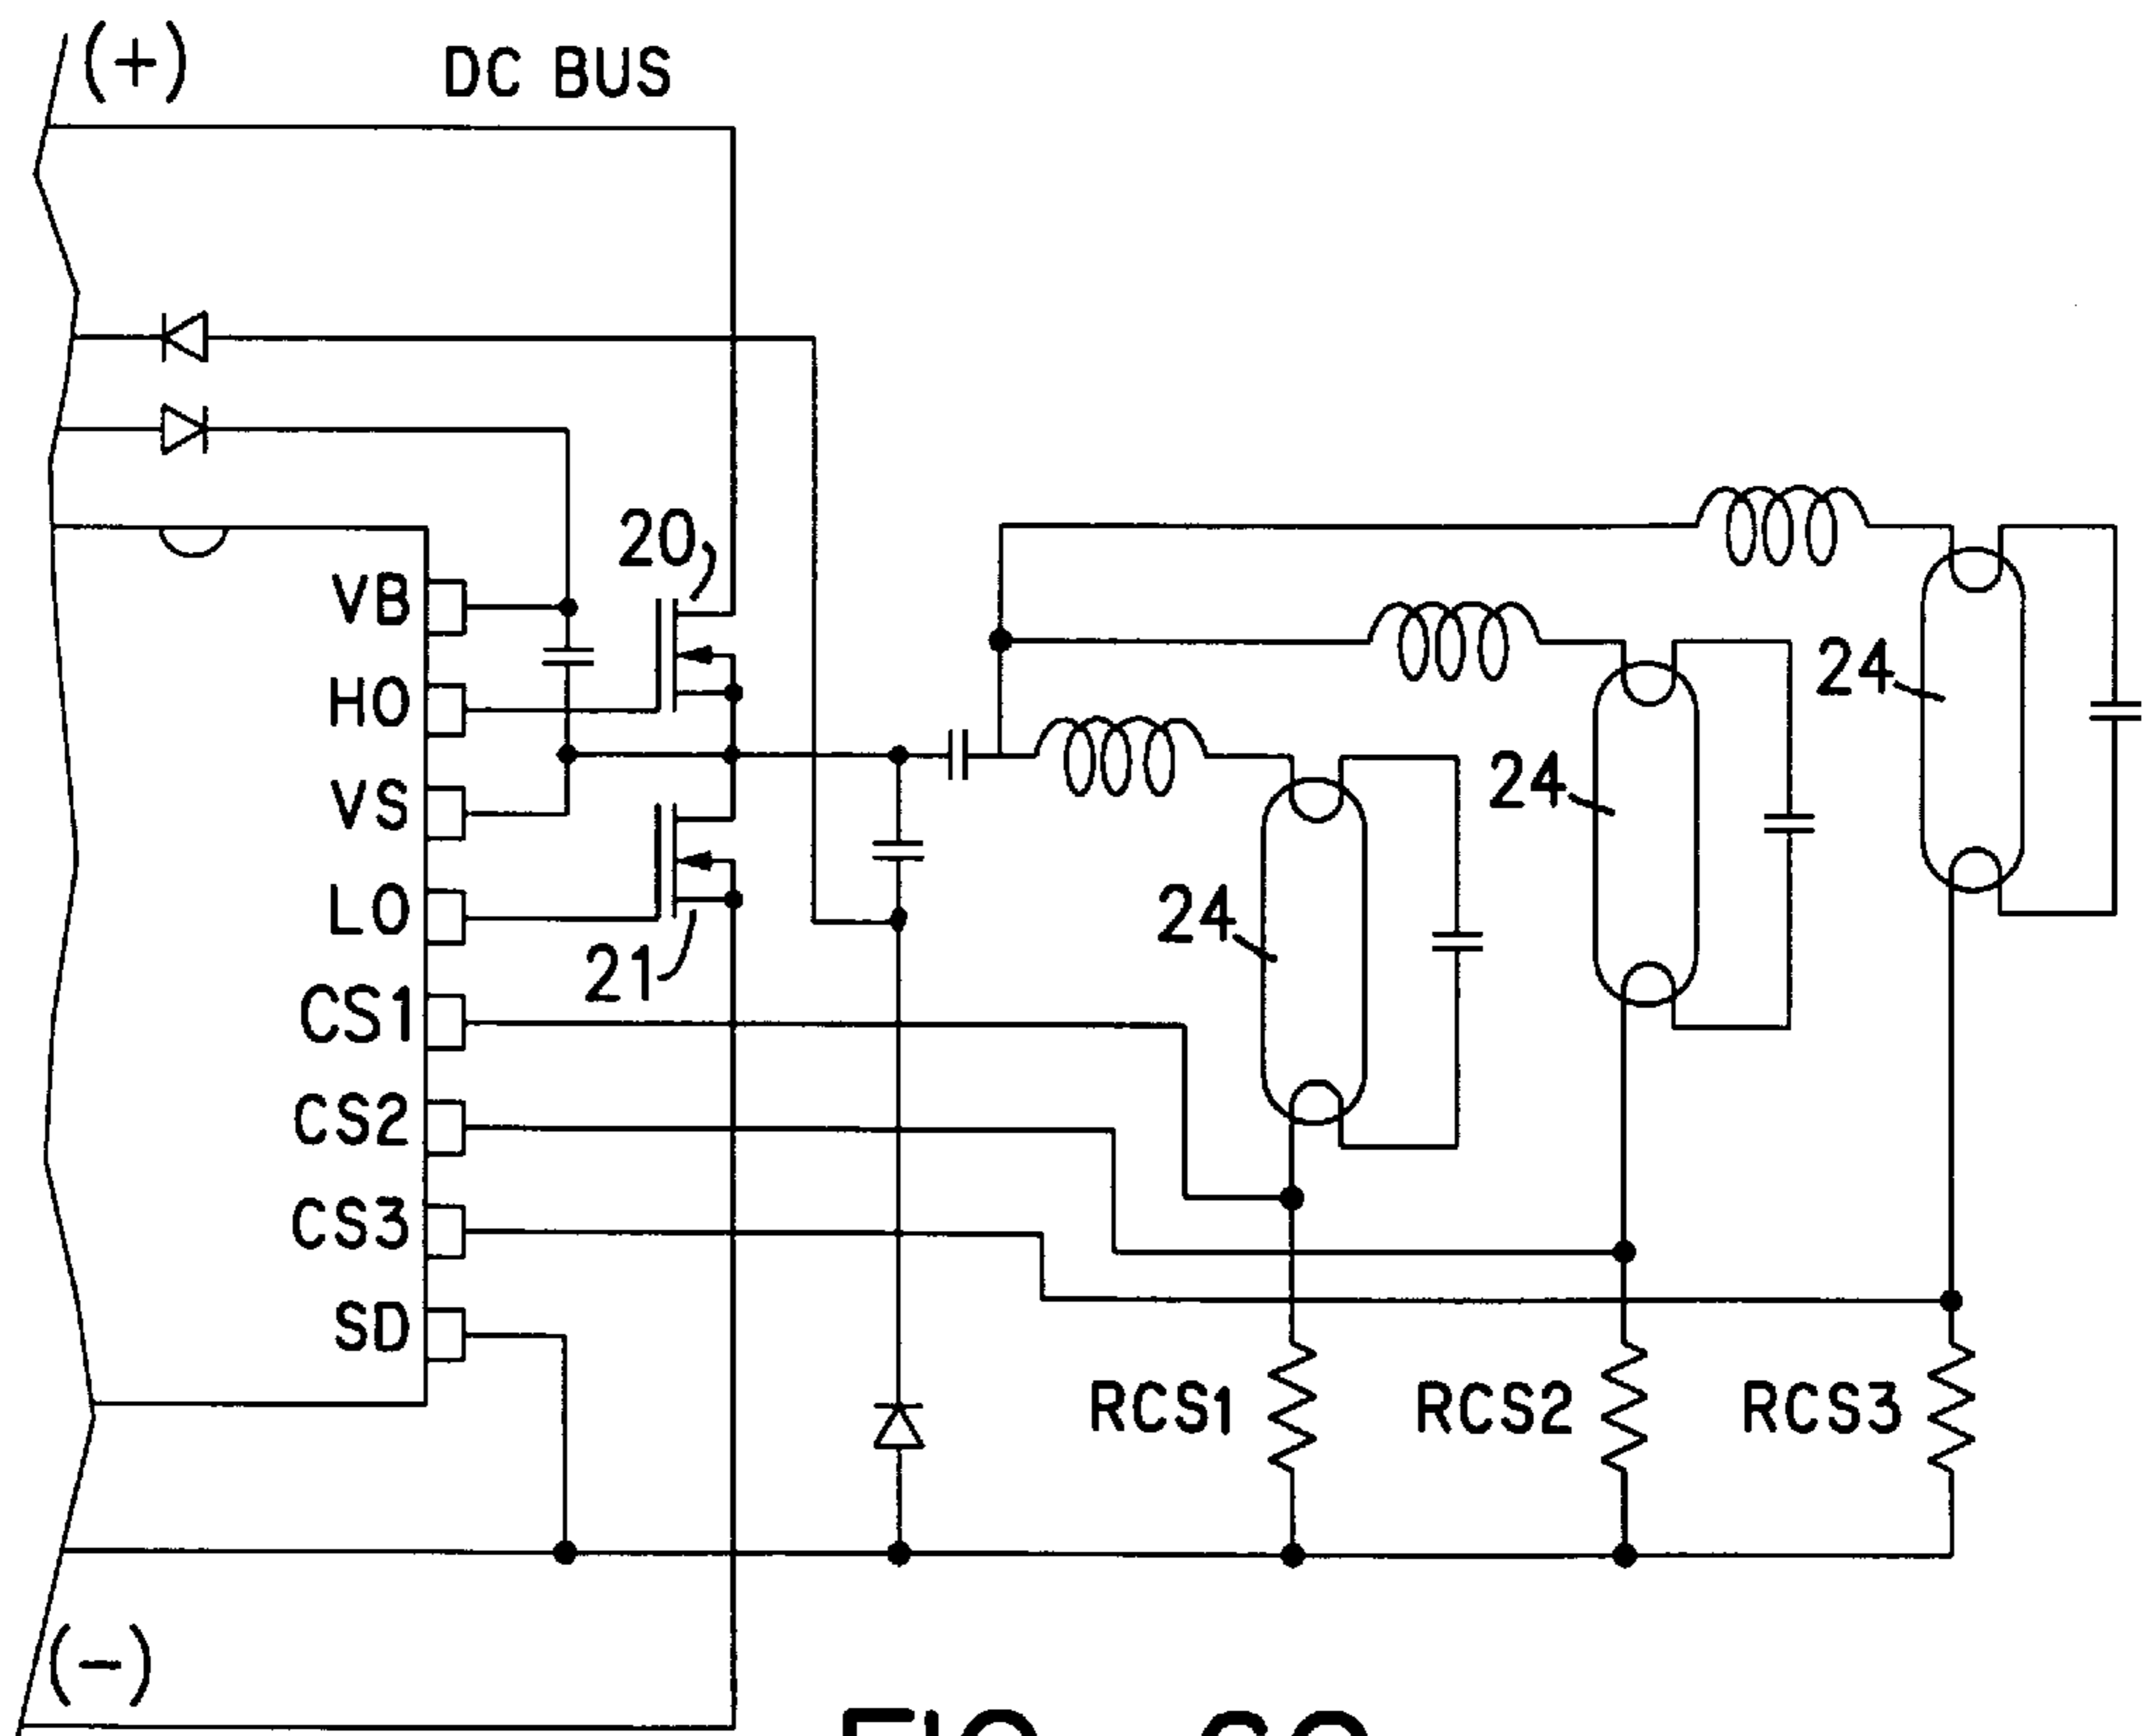 (+)
DC BUS
20
VB
HO
VS
LO
21
CS1
CS2
CS3
SD
24
24
24
RCS1
RCS2
RCS3
(-)